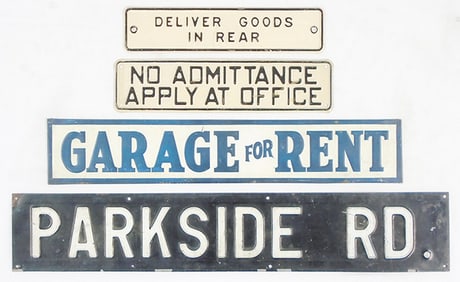 DELIVER GOODS
IN REAR
NO ADMITTANCE
APPLY AT OFFICE
GARAGE FOR RENT
PARKSIDE RD.